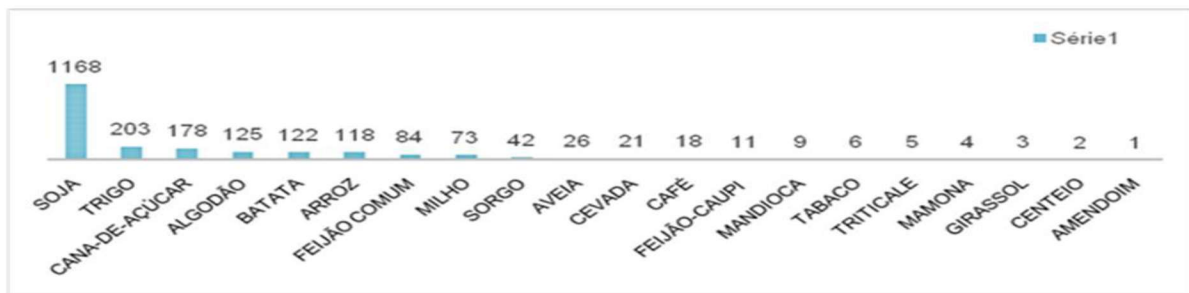 Série1
1168 203 178 125 122 118 84 73 42 26 21 18 11 9 6 5 4 3 2 1
SOJA
TRIGO
CANA-DE-AÇÚCAR
ALGODÃO
BATATA
ARROZ
FEIJÃO COMUM
MILHO
SORGO
AVEIA
CEVADA
CAFÉ
FEIJÃO-CAUPI
MANDIOCA
TABACO
TRITICALE
MAMONA
GIRASSOL
CENTEIO
AMENDOIM